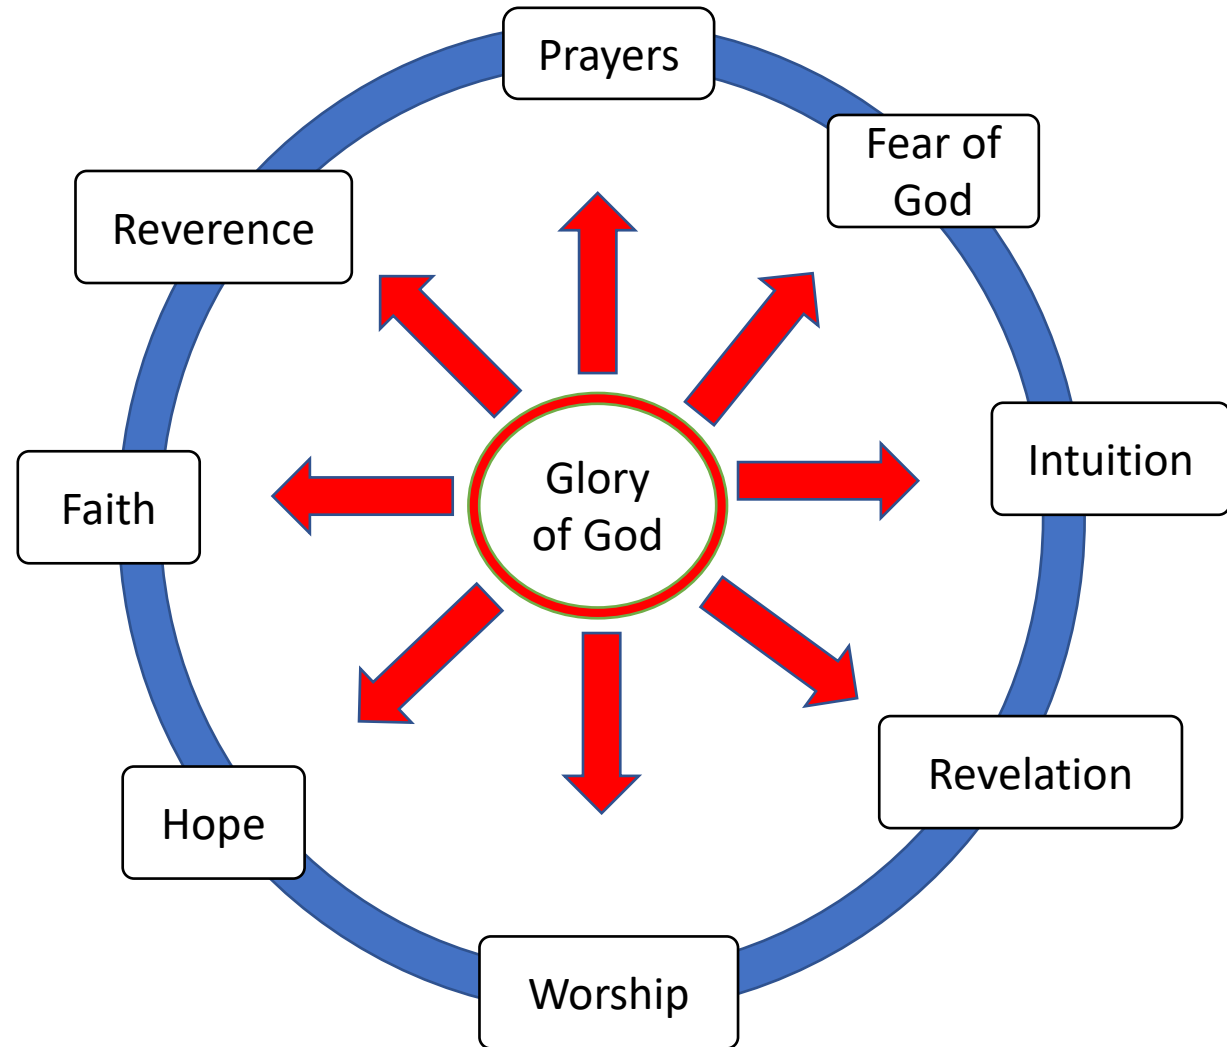 Prayers
Fear of
God
Reverence
Intuition
Glory
of God
Faith
Revelation
Hope
Worship